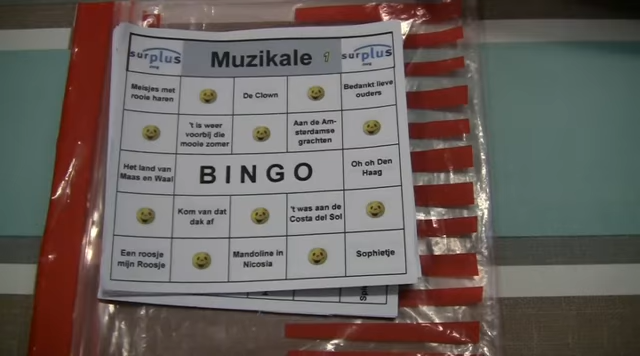 surplus zorg Muzikale 1 surplus zorg
Meisjes met
rooie haren
De Clown
Bedankt lieve
ouders
't is weer
voorbij die
mooie zomer
Aan de Am-
sterdamse
grachten
Het land van
Maas en Waal
BINGO
Oh oh Den
Haag
Kom van dat
dak af
't was aan de
Costa del Sol
Een roosje
mijn Roosje
Mandoline in
Nicosia
Sophietje